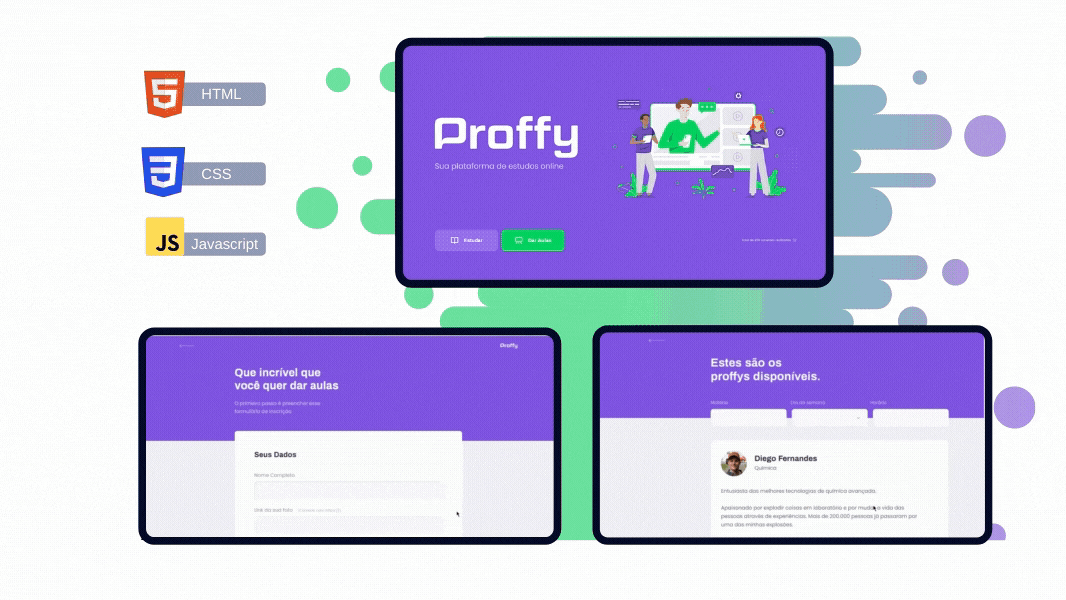 HTML
CSS
JS
Javascript
Proffy
Sua plataforma de estudos online
Estudar
Dar aulas
Proffy
Que incrível que
você quer dar aulas
O primeiro passo é preencher esse
formulário de inscrição.
Seus Dados
Nome Completo
Link da sua foto
Estes são os
proffys disponíveis.
Matéria
Dia da semana
Horário
Diego Fernandes
Química
Entusiasta das melhores tecnologias de química avançada.
Apaixonado por explodir coisas em laboratório e por mudar a vida das
pessoas através de experiências. Mais de 200.000 pessoas já passaram por
uma das minhas explosões.